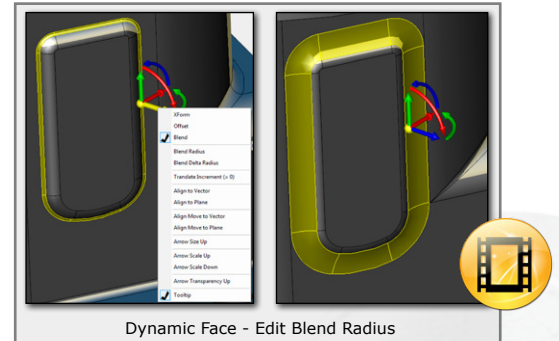 XForm
Offset
Blend
Blend Radius
Blend Delta Radius
Translate Increment (≤ 0)
Align to Vector
Align to Plane
Align Move to Vector
Align Move to Plane
Arrow Size Up
Arrow Scale Up
Arrow Scale Down
Arrow Transparency Up
Tooltip
Dynamic Face - Edit Blend Radius